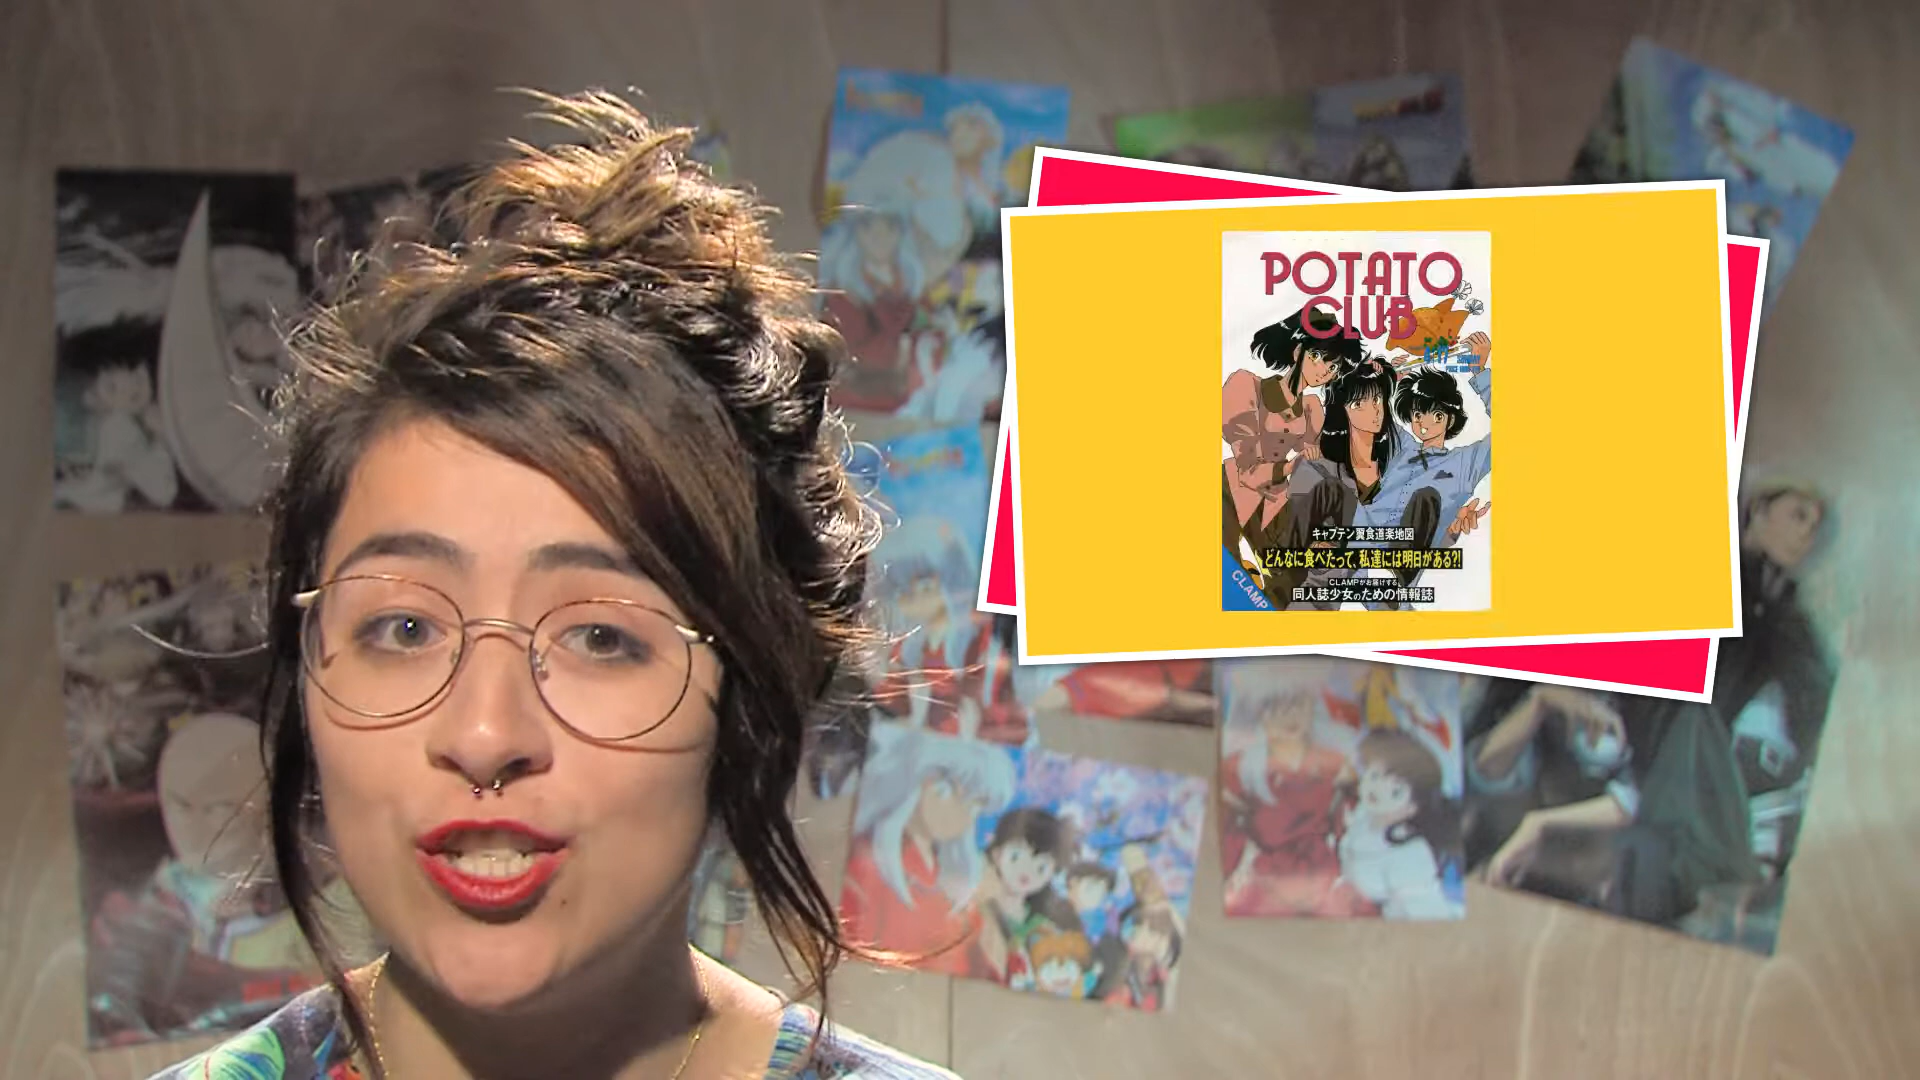 POTATO
CLUB
キャプテン翼食道楽地図
どんなに食べたって、私達には明日がある?!
CLAMPがお届けする
同人誌少女のための情報誌
CLAMP